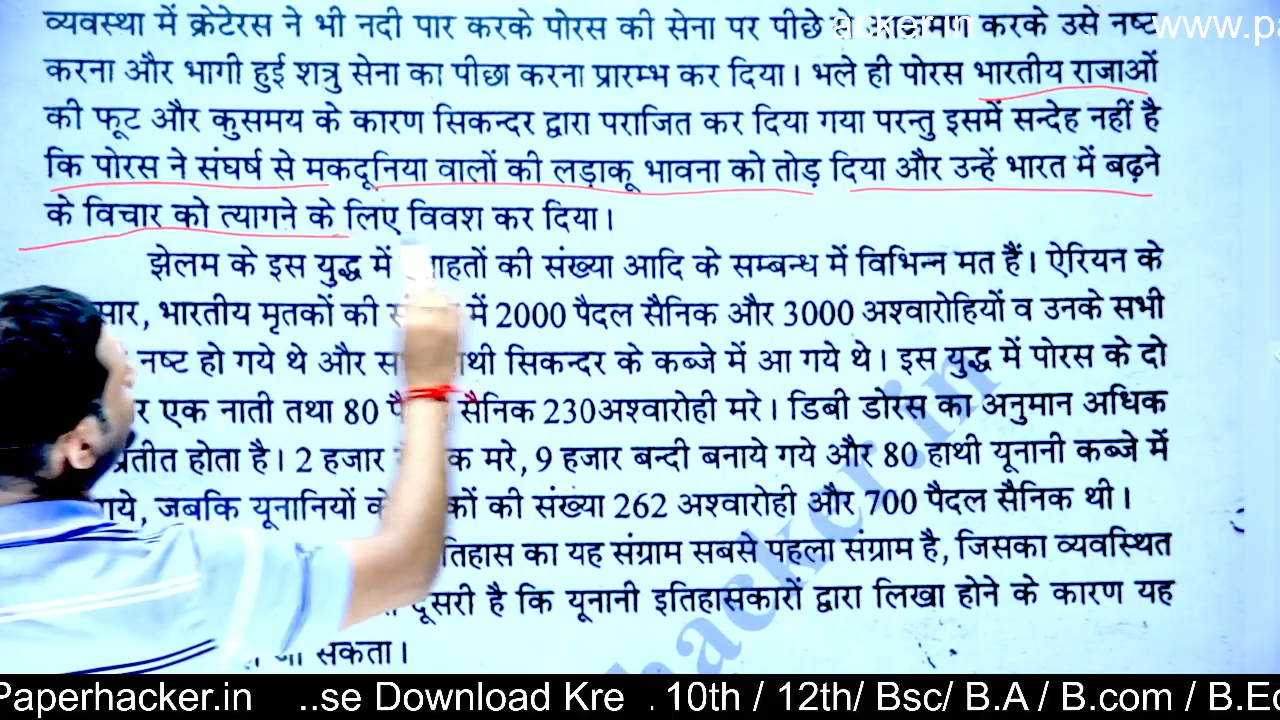 व्यवस्था में क्रेटेरस ने भी नदी पार करके पोरस की सेना पर पीछे करके उसे नष्ट
करना और भागी हुई शत्रु सेना का पीछा करना प्रारम्भ कर दिया। भले ही पोरस भारतीय राजाओं
की फूट और कुसमय के कारण सिकन्दर द्वारा पराजित कर दिया गया परन्तु इसमें सन्देह नहीं है
कि पोरस ने संघर्ष से मकदूनिया वालों की लड़ाकू भावना को तोड़ दिया और उन्हें भारत में बढ़ने
के विचार को त्यागने के लिए विवश कर दिया।
झेलम के इस युद्ध में की संख्या आदि के सम्बन्ध में विभिन्न मत हैं। ऐरियन के
भारतीय मृतकों की में 2000 पैदल सैनिक और 3000 अश्वारोहियों व उनके सभी
नष्ट हो गये थे और सिकन्दर के कब्जे में आ गये थे। इस युद्ध में पोरस के दो
एक नाती तथा 80 सैनिक 230अश्वारोही मरे। डिबी डोरस का अनुमान अधिक
प्रतीत होता है। 2 हजार मरे, 9 हजार बन्दी बनाये गये और 80 हाथी यूनानी कब्जे में
जबकि यूनानियों की संख्या 262 अश्वारोही और 700 पैदल सैनिक थी।
का यह संग्राम सबसे पहला संग्राम है, जिसका व्यवस्थित
दूसरी है कि यूनानी इतिहासकारों द्वारा लिखा होने के कारण यह
सकता।
Paperhacker.in ..se Download Kre . 10th / 12th/ Bsc/ B.A / B.com / B.Ed